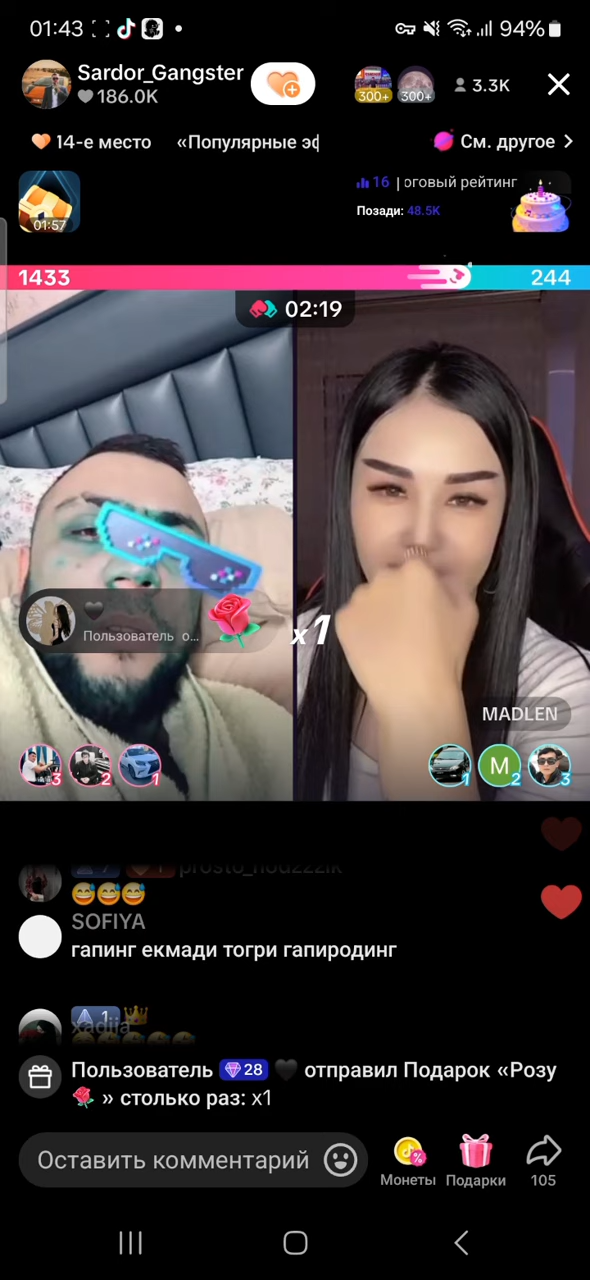 01:43
94%
Sardor_Gangster
186.0K
300+
300+
3.3K
14-е место
«Популярные эф
См. другое
01:57
16
оговый рейтинг
Позади: 48.5K
1433
244
02:19
Пользователь о...
x1
MADLEN
3
2
1
1
M
2
3
SOFIYA
гапинг екмади тогри гапиродинг
1
xadija
Пользователь 28 отправил Подарок «Розу
» столько раз: x1
Оставить комментарий
Монеты
Подарки
105